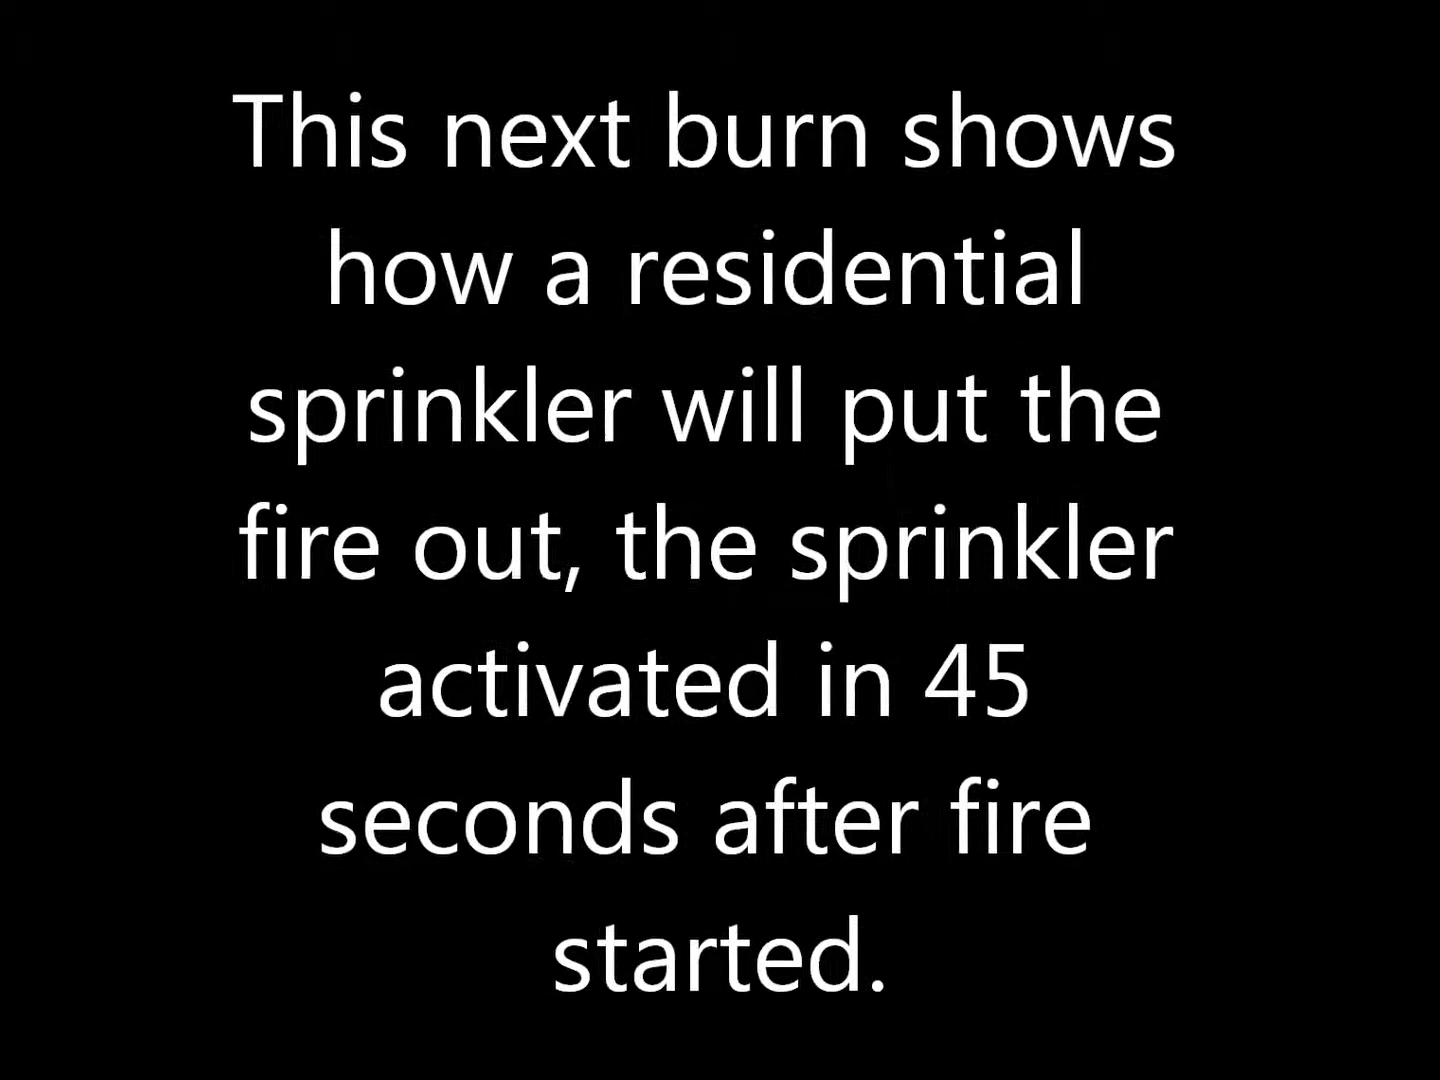 This next burn shows
how a residential
sprinkler will put the
fire out, the sprinkler
activated in 45
seconds after fire
started.